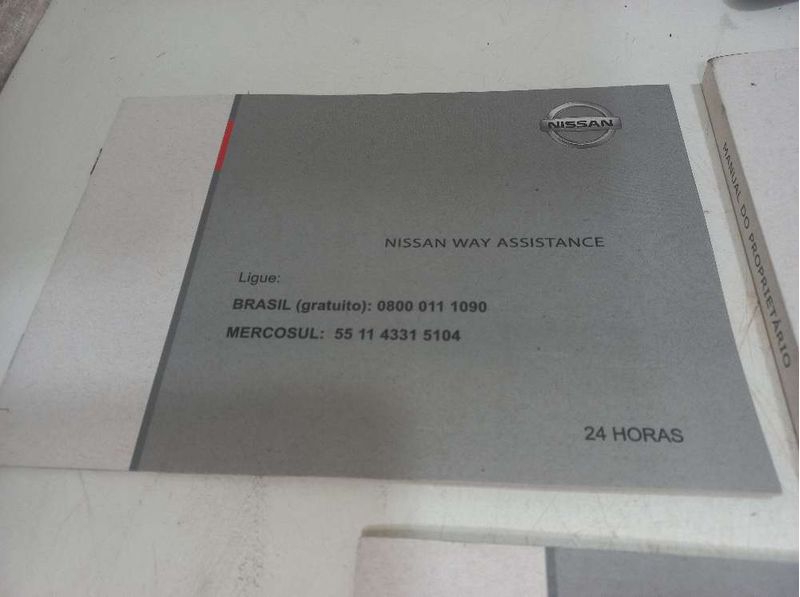 NISSAN
NISSAN WAY ASSISTANCE
Ligue:
BRASIL (gratuito): 0800 011 1090
MERCOSUL: 55 11 4331 5104
24 HORAS
MANUAL DO PROPRIETÁRIO